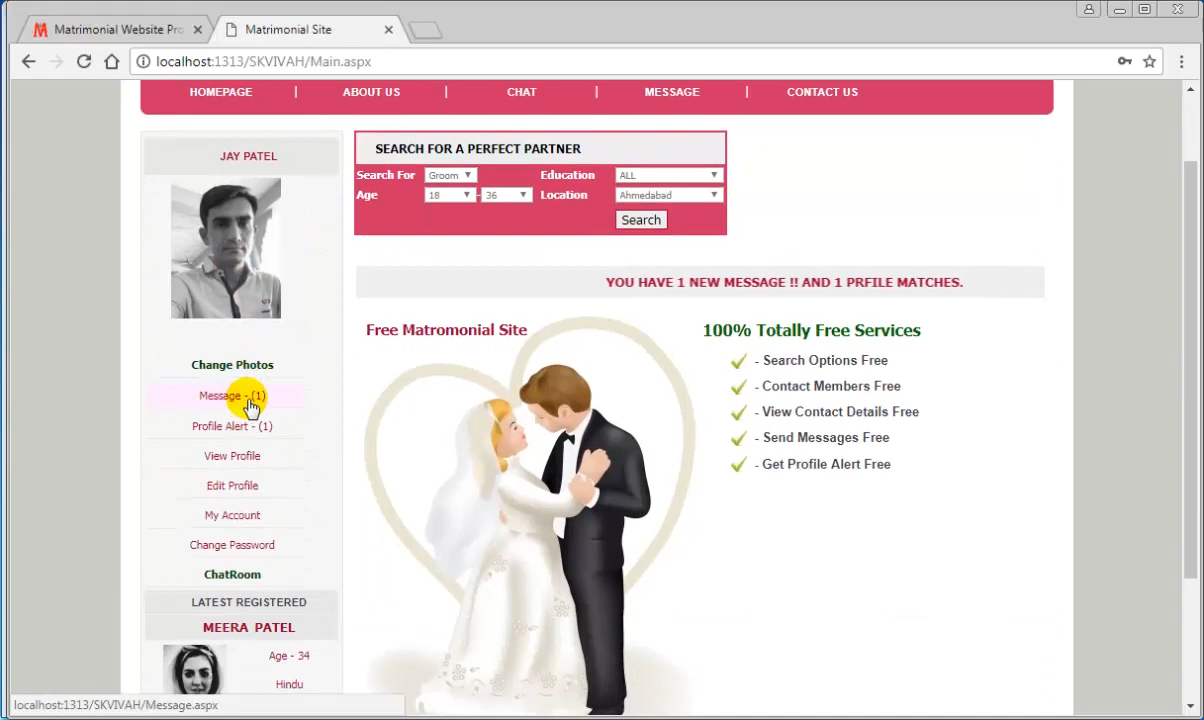 Matrimonial Website Pro
Matrimonial Site
localhost:1313/SKVIVAH/Main.aspx
HOMEPAGE | ABOUT US | CHAT | MESSAGE | CONTACT US
JAY PATEL
Change Photos
Message - (1)
Profile Alert - (1)
View Profile
Edit Profile
My Account
Change Password
ChatRoom
LATEST REGISTERED
MEERA PATEL
Age - 34
Hindu
SEARCH FOR A PERFECT PARTNER
Search For Groom Education ALL
Age 18 - 36 Location Ahmedabad
Search
YOU HAVE 1 NEW MESSAGE !! AND 1 PRFILE MATCHES.
Free Matromonial Site
100% Totally Free Services
- Search Options Free
- Contact Members Free
- View Contact Details Free
- Send Messages Free
- Get Profile Alert Free
localhost:1313/SKVIVAH/Message.aspx